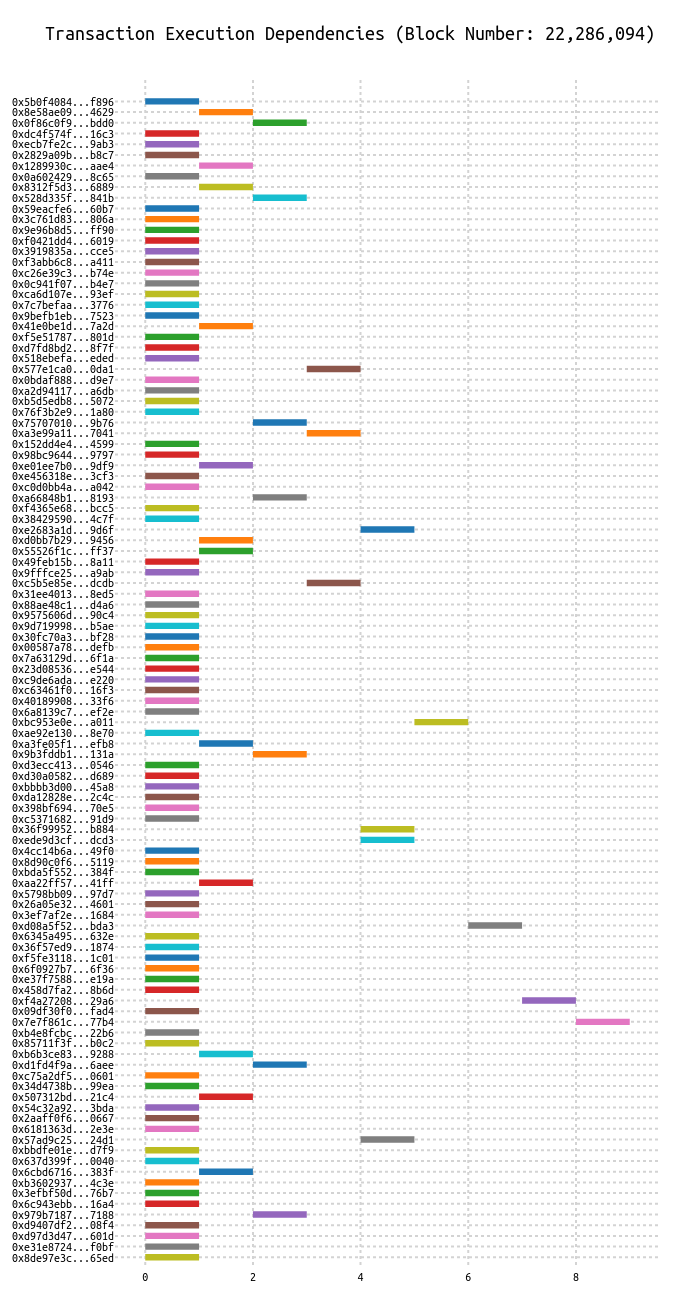 Transaction Execution Dependencies (Block Number: 22,286,094)
0x5b0f4084...f896
0x8e58ae09...4629
0x0f86c0f9...bdd0
0xdc4f574f...16c3
0xecb7fe2c...9ab3
0x2829a09b...b8c7
0x1289930c...aae4
0x0a602429...8c65
0x8312f5d3...6889
0x528d335f...841b
0x59eacfe6...60b7
0x3c761d83...806a
0x9e96b8d5...ff90
0xf0421dd4...6019
0x3919835a...cce5
0xf3abb6c8...a411
0xc26e39c3...b74e
0x0c941f07...b4e7
0xca6d107e...93ef
0x7c7befaa...3776
0x9befb1eb...7523
0x41e0be1d...7a2d
0xf5e51787...801d
0xd7fd8bd2...8f7f
0x518ebefa...eded
0x577e1ca0...0da1
0x0bdaf888...d9e7
0xa2d94117...a6db
0xb5d5edb8...5072
0x76f3b2e9...1a80
0x75707010...9b76
0xa3e99a11...7041
0x152dd4e4...4599
0x98bc9644...9797
0xe01ee7b0...9df9
0xe456318e...3cf3
0xc0d0bb4a...a042
0xa66848b1...8193
0xf4365e68...bcc5
0x38429590...4c7f
0xe2683a1d...9d6f
0xd0bb7b29...9456
0x55526f1c...ff37
0x49feb15b...8a11
0x9fffce25...a9ab
0xc5b5e85e...dcdb
0x31ee4013...8ed5
0x88ae48c1...d4a6
0x9575606d...90c4
0x9d719998...b5ae
0x30fc70a3...bf28
0x00587a78...defb
0x7a63129d...6f1a
0x23d08536...e544
0xc9de6ada...e220
0xc63461f0...16f3
0x40189908...33f6
0x6a8139c7...ef2e
0xbc953e0e...a011
0xae92e130...8e70
0xa3fe05f1...efb8
0x9b3fddb1...131a
0xd3ecc413...0546
0xd30a0582...d689
0xbbbb3d00...45a8
0xda12828e...2c4c
0x398bf694...70e5
0xc5371682...91d9
0x36f99952...b884
0xede9d3cf...dcd3
0x4cc14b6a...49f0
0x8d90c0f6...5119
0xbda5f552...384f
0xaa22ff57...41ff
0x5798bb09...97d7
0x26a05e32...4601
0x3ef7af2e...1684
0xd08a5f52...bda3
0x6345a495...632e
0x36f57ed9...1874
0xf5fe3118...1c01
0x6f0927b7...6f36
0xe37f7588...e19a
0x458d7fa2...8b6d
0xf4a27208...29a6
0x09df30f0...fad4
0x7e7f861c...77b4
0xb4e8fcbc...22b6
0x85711f3f...b0c2
0xb6b3ce83...9288
0xd1fd4f9a...6aee
0xc75a2df5...0601
0x34d4738b...99ea
0x507312bd...21c4
0x54c32a92...3bda
0x2aaff0f6...0667
0x6181363d...2e3e
0x57ad9c25...24d1
0xbbdfe01e...d7f9
0x637d399f...0040
0x6cbd6716...383f
0xb3602937...4c3e
0x3efbf50d...76b7
0x6c943ebb...16a4
0x979b7187...7188
0xd9407df2...08f4
0xd97d3d47...601d
0xe31e8724...f0bf
0x8de97e3c...65ed
0 2 4 6 8